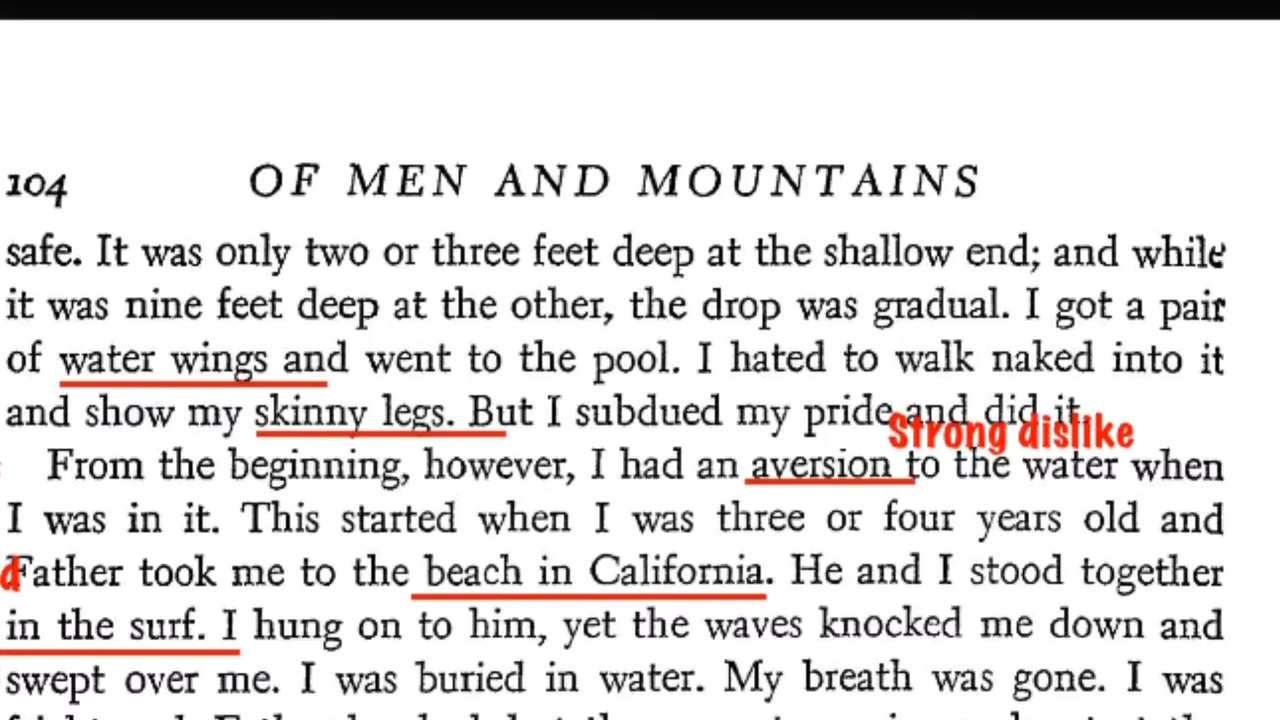 104 OF MEN AND MOUNTAINS
safe. It was only two or three feet deep at the shallow end; and while
it was nine feet deep at the other, the drop was gradual. I got a pair
of water wings and went to the pool. I hated to walk naked into it
and show my skinny legs. But I subdued my pride and did it.
Strong dislike
From the beginning, however, I had an aversion to the water when
I was in it. This started when I was three or four years old and
Father took me to the beach in California. He and I stood together
in the surf. I hung on to him, yet the waves knocked me down and
swept over me. I was buried in water. My breath was gone. I was